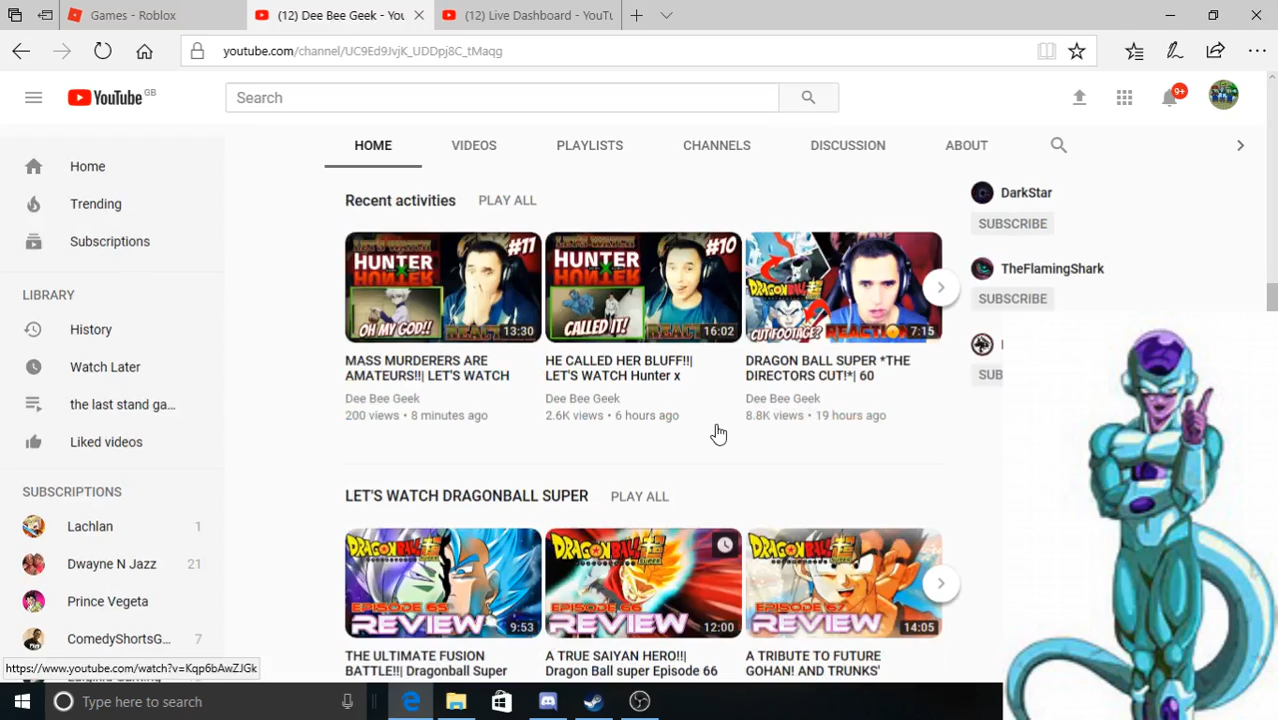 Games - Roblox
(12) Dee Bee Geek - You
(12) Live Dashboard - YouTu
youtube.com/channel/UC9Ed9JvjK_UDDpj8C_tMaqg
YouTube GB
Search
9+
HOME VIDEOS PLAYLISTS CHANNELS DISCUSSION ABOUT
Home
Trending
Subscriptions
LIBRARY
History
Watch Later
the last stand ga...
Liked videos
SUBSCRIPTIONS
Lachlan 1
Dwayne N Jazz 21
Prince Vegeta
ComedyShortsG... 7
https://www.youtube.com/watch?v=Kqp6bAwZJGk
Recent activities PLAY ALL
#11
HUNTER
HUNTER
OH MY GOD!!
REACT
13:30
MASS MURDERERS ARE
AMATEURS!!| LET'S WATCH
Dee Bee Geek
200 views • 8 minutes ago
#10
HUNTER
HUNTER
CALLED IT!
REACT
16:02
HE CALLED HER BLUFF!!|
LET'S WATCH Hunter x
Dee Bee Geek
2.6K views • 6 hours ago
DRAGONBALL
CUT FOOTAGE?
REACTION
7:15
DRAGON BALL SUPER *THE
DIRECTORS CUT!*| 60
Dee Bee Geek
8.8K views • 19 hours ago
DarkStar
SUBSCRIBE
TheFlamingShark
SUBSCRIBE
SUB
LET'S WATCH DRAGONBALL SUPER PLAY ALL
DRAGONBALL
EPISODE 65
REVIEW
9:53
THE ULTIMATE FUSION
BATTLE!!| Dragonball Super
DRAGONBALL
EPISODE 66
REVIEW
12:00
A TRUE SAIYAN HERO!!|
Dragon Ball super Episode 66
DRAGONBALL
EPISODE 67
REVIEW
14:05
A TRIBUTE TO FUTURE
GOHAN! AND TRUNKS'
Type here to search